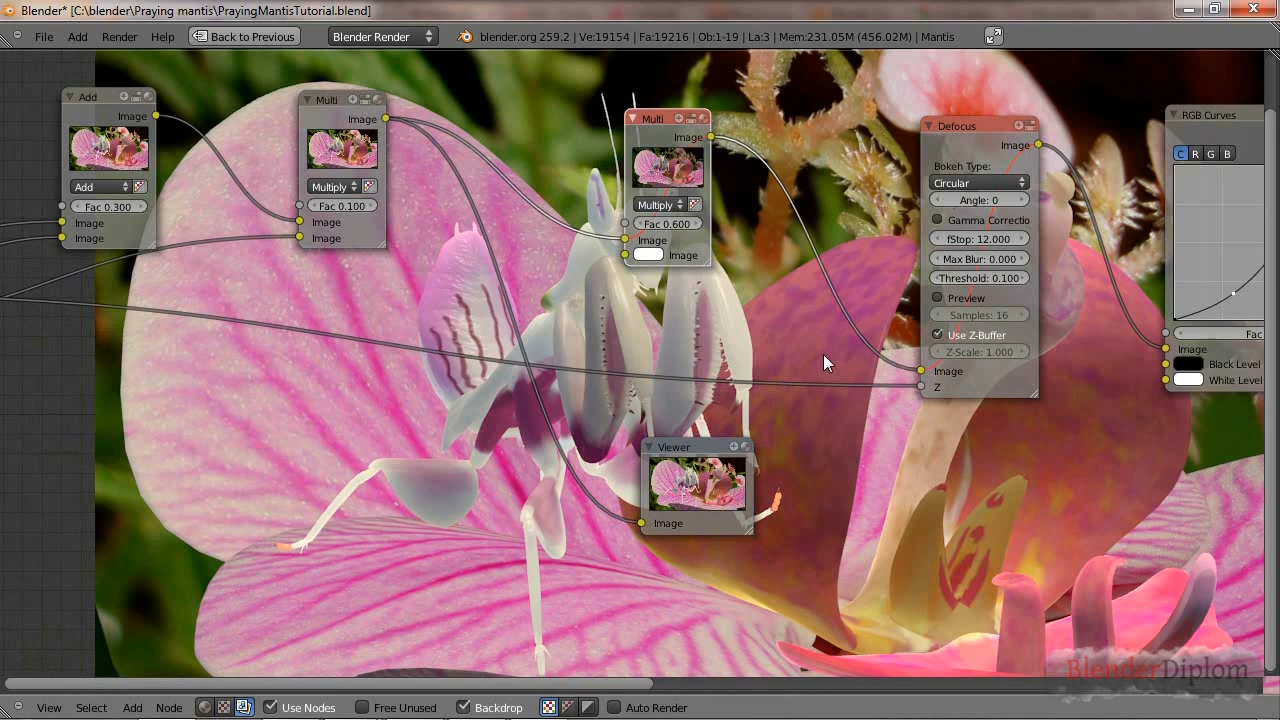 Blender* [C:\blender\Praying mantis\PrayingMantisTutorial.blend]
File Add Render Help Back to Previous Blender Render blender.org 259.2 | Ve:19154 | Fa:19216 | Ob:1-19 | La:3 | Mem:231.05M (456.02M) | Mantis
Add
Image
Add
Fac 0.300
Image
Image
Multi
Image
Multiply
Fac 0.100
Image
Image
Multi
Image
Multiply
Fac 0.600
Image
Image
Viewer
Image
Defocus
Image
Bokeh Type:
Circular
Angle: 0
Gamma Correctio
fStop: 12.000
Max Blur: 0.000
Threshold: 0.100
Preview
Samples: 16
Use Z-Buffer
Z-Scale: 1.000
Image
Z
RGB Curves
C R G B
Fac
Image
Black Level
White Level
BlenderDiplom
View Select Add Node Use Nodes Free Unused Backdrop Auto Render